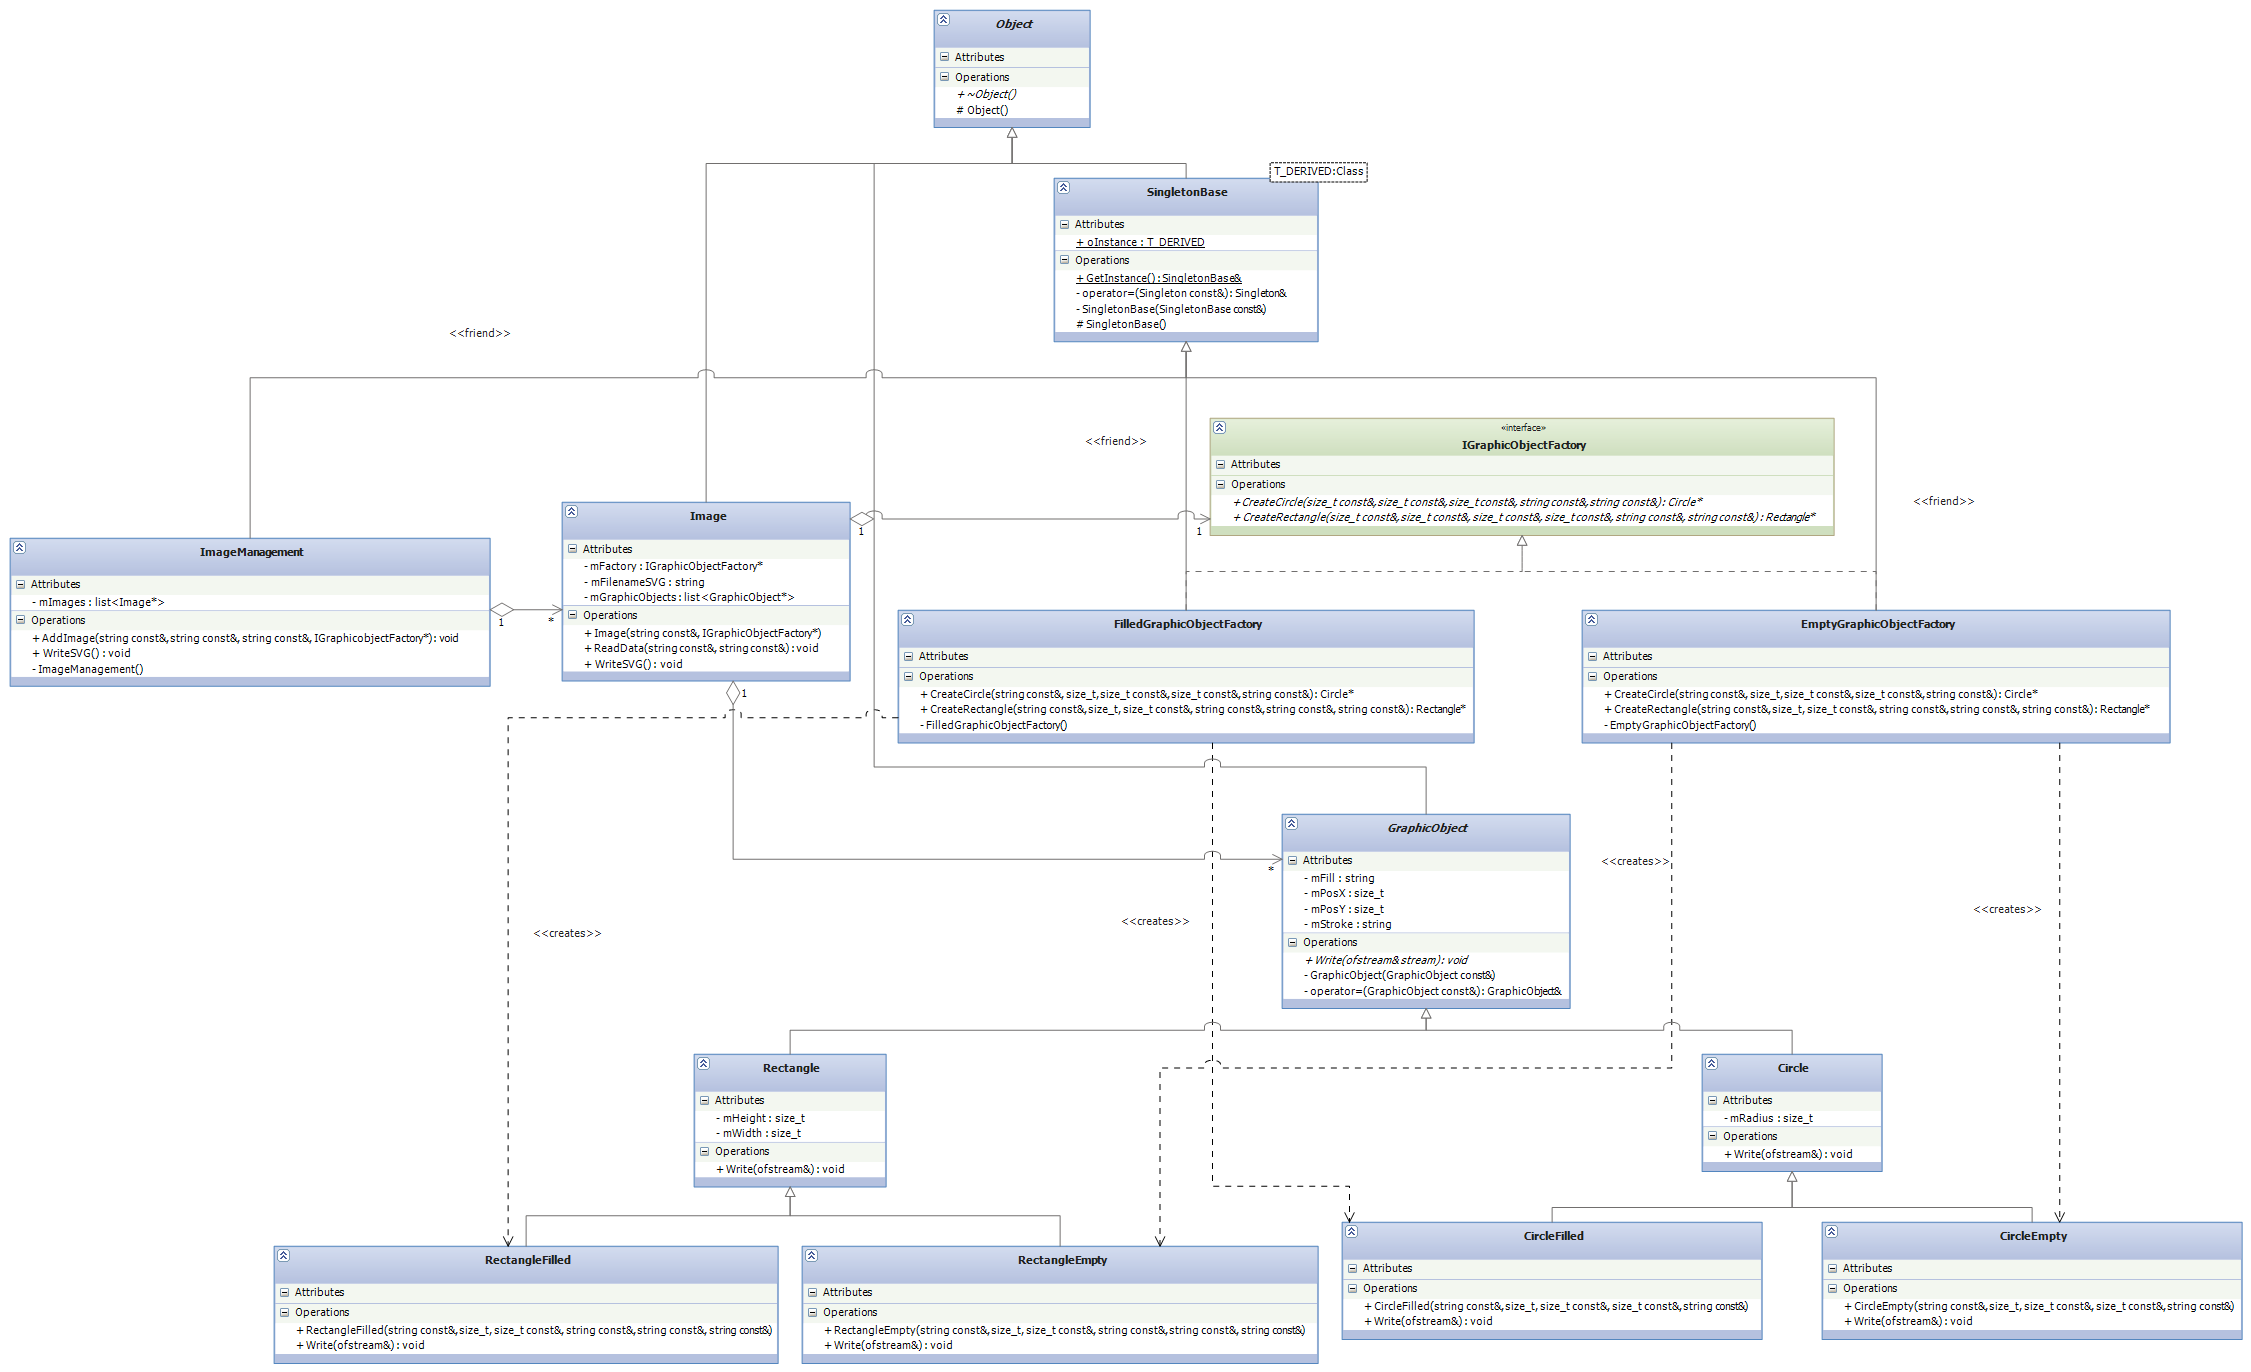 Object
Attributes
Operations
+ ~Object()
# Object()
T_DERIVED:Class
SingletonBase
Attributes
+ oInstance : T_DERIVED
Operations
+ GetInstance() : SingletonBase&
- operator=(Singleton const&) : Singleton&
- SingletonBase(SingletonBase const&)
# SingletonBase()
<<friend>>
<<friend>>
<<friend>>
«interface»
IGraphicObjectFactory
Attributes
Operations
+ CreateCircle(size_t const&, size_t const&, size_t const&, string const&, string const&) : Circle*
+ CreateRectangle(size_t const&, size_t const&, size_t const&, size_t const&, string const&, string const&) : Rectangle*
Image
Attributes
- mFactory : IGraphicObjectFactory*
- mFilenameSVG : string
- mGraphicObjects : list<GraphicObject*>
Operations
+ Image(string const&, IGraphicObjectFactory*)
+ ReadData(string const&, string const&) : void
+ WriteSVG() : void
1
1
ImageManagement
Attributes
- mImages : list<Image*>
Operations
+ AddImage(string const&, string const&, string const&, IGraphicobjectFactory*) : void
+ WriteSVG() : void
- ImageManagement()
1
*
1
FilledGraphicObjectFactory
Attributes
Operations
+ CreateCircle(string const&, size_t, size_t const&, size_t const&, string const&) : Circle*
+ CreateRectangle(string const&, size_t, size_t const&, string const&, string const&, string const&) : Rectangle*
- FilledGraphicObjectFactory()
EmptyGraphicObjectFactory
Attributes
Operations
+ CreateCircle(string const&, size_t, size_t const&, size_t const&, string const&) : Circle*
+ CreateRectangle(string const&, size_t, size_t const&, string const&, string const&, string const&) : Rectangle*
- EmptyGraphicObjectFactory()
GraphicObject
Attributes
- mFill : string
- mPosX : size_t
- mPosY : size_t
- mStroke : string
Operations
+ Write(ofstream& stream) : void
- GraphicObject(GraphicObject const&)
- operator=(GraphicObject const&) : GraphicObject&
*
<<creates>>
<<creates>>
<<creates>>
<<creates>>
Rectangle
Attributes
- mHeight : size_t
- mWidth : size_t
Operations
+ Write(ofstream&) : void
Circle
Attributes
- mRadius : size_t
Operations
+ Write(ofstream&) : void
RectangleFilled
Attributes
Operations
+ RectangleFilled(string const&, size_t, size_t const&, string const&, string const&, string const&)
+ Write(ofstream&) : void
RectangleEmpty
Attributes
Operations
+ RectangleEmpty(string const&, size_t, size_t const&, string const&, string const&, string const&)
+ Write(ofstream&) : void
CircleFilled
Attributes
Operations
+ CircleFilled(string const&, size_t, size_t const&, size_t const&, string const&)
+ Write(ofstream&) : void
CircleEmpty
Attributes
Operations
+ CircleEmpty(string const&, size_t, size_t const&, size_t const&, string const&)
+ Write(ofstream&) : void